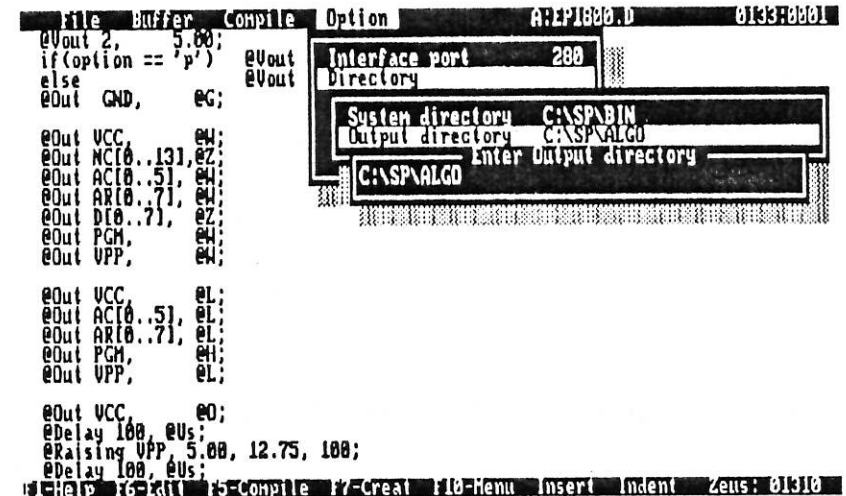 File Buffer Compile Option A:EP1800.D 0133:0001
@Vout 2, 5.00;
if(option == 'p') @Vout
else @Vout
@Out GND, @G;
@Out VCC, @W;
@Out NC[0..13],@Z;
@Out AC[0..5], @W;
@Out AR[0..7], @W;
@Out D[0..7], @Z;
@Out PGM, @W;
@Out VPP, @W;
@Out VCC, @L;
@Out AC[0..5], @L;
@Out AR[0..7], @L;
@Out PGM, @H;
@Out VPP, @L;
@Out VCC, @O;
@Delay 100, @Us;
@Raising VPP, 5.00, 12.75, 100;
@Delay 100, @Us;
Interface port 280
Directory
System directory C:\SP\BIN
Output directory C:\SP\ALGO
Enter Output directory
C:\SP\ALGO
F1-Help F6-Edit F5-Compile F7-Creat F10-Menu Insert Indent Zeus: 01310